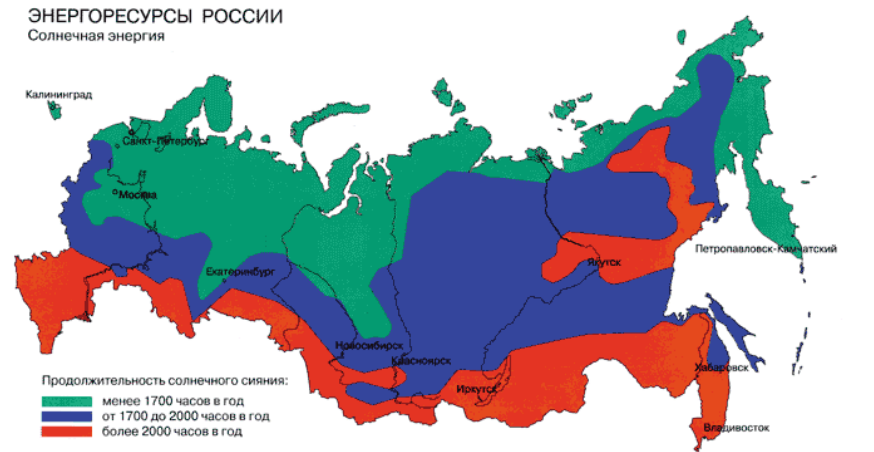 ЭНЕРГОРЕСУРСЫ РОССИИ
Солнечная энергия
Калининград
Санкт-Петербург
Москва
Петропавловск-Камчатский
Якутск
Екатеринбург
Новосибирск
Красноярск
Иркутск
Хабаровск
Владивосток
Продолжительность солнечного сияния:
менее 1700 часов в год
от 1700 до 2000 часов в год
более 2000 часов в год